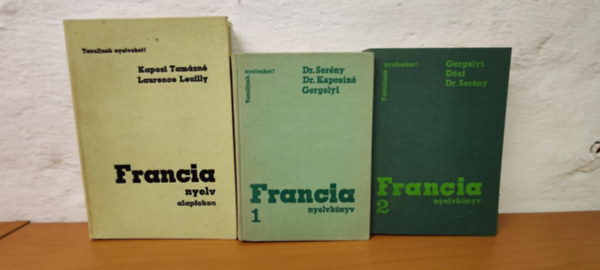 Tanuljunk nyelveket!
Kaposi Tamásné
Laurence Leuilly
Francia
nyelv
alapfokon
Tanuljunk nyelveket!
Dr. Serény
Dr. Kaposiné
Gergelyi
Francia
1 nyelvkönyv
Tanuljunk nyelveket!
Gergelyi
Dési
Dr. Serény
Francia
2 nyelvkönyv